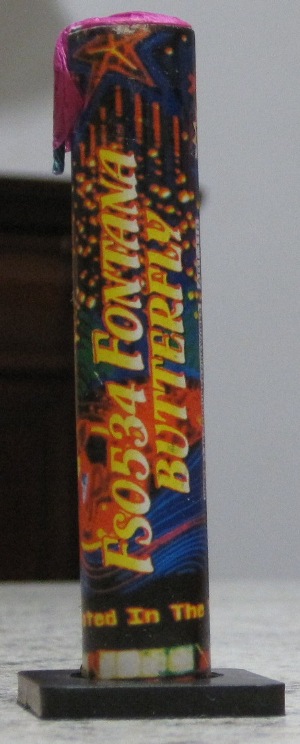 FS0534 FONTANA
BUTTERFLY
ted In The